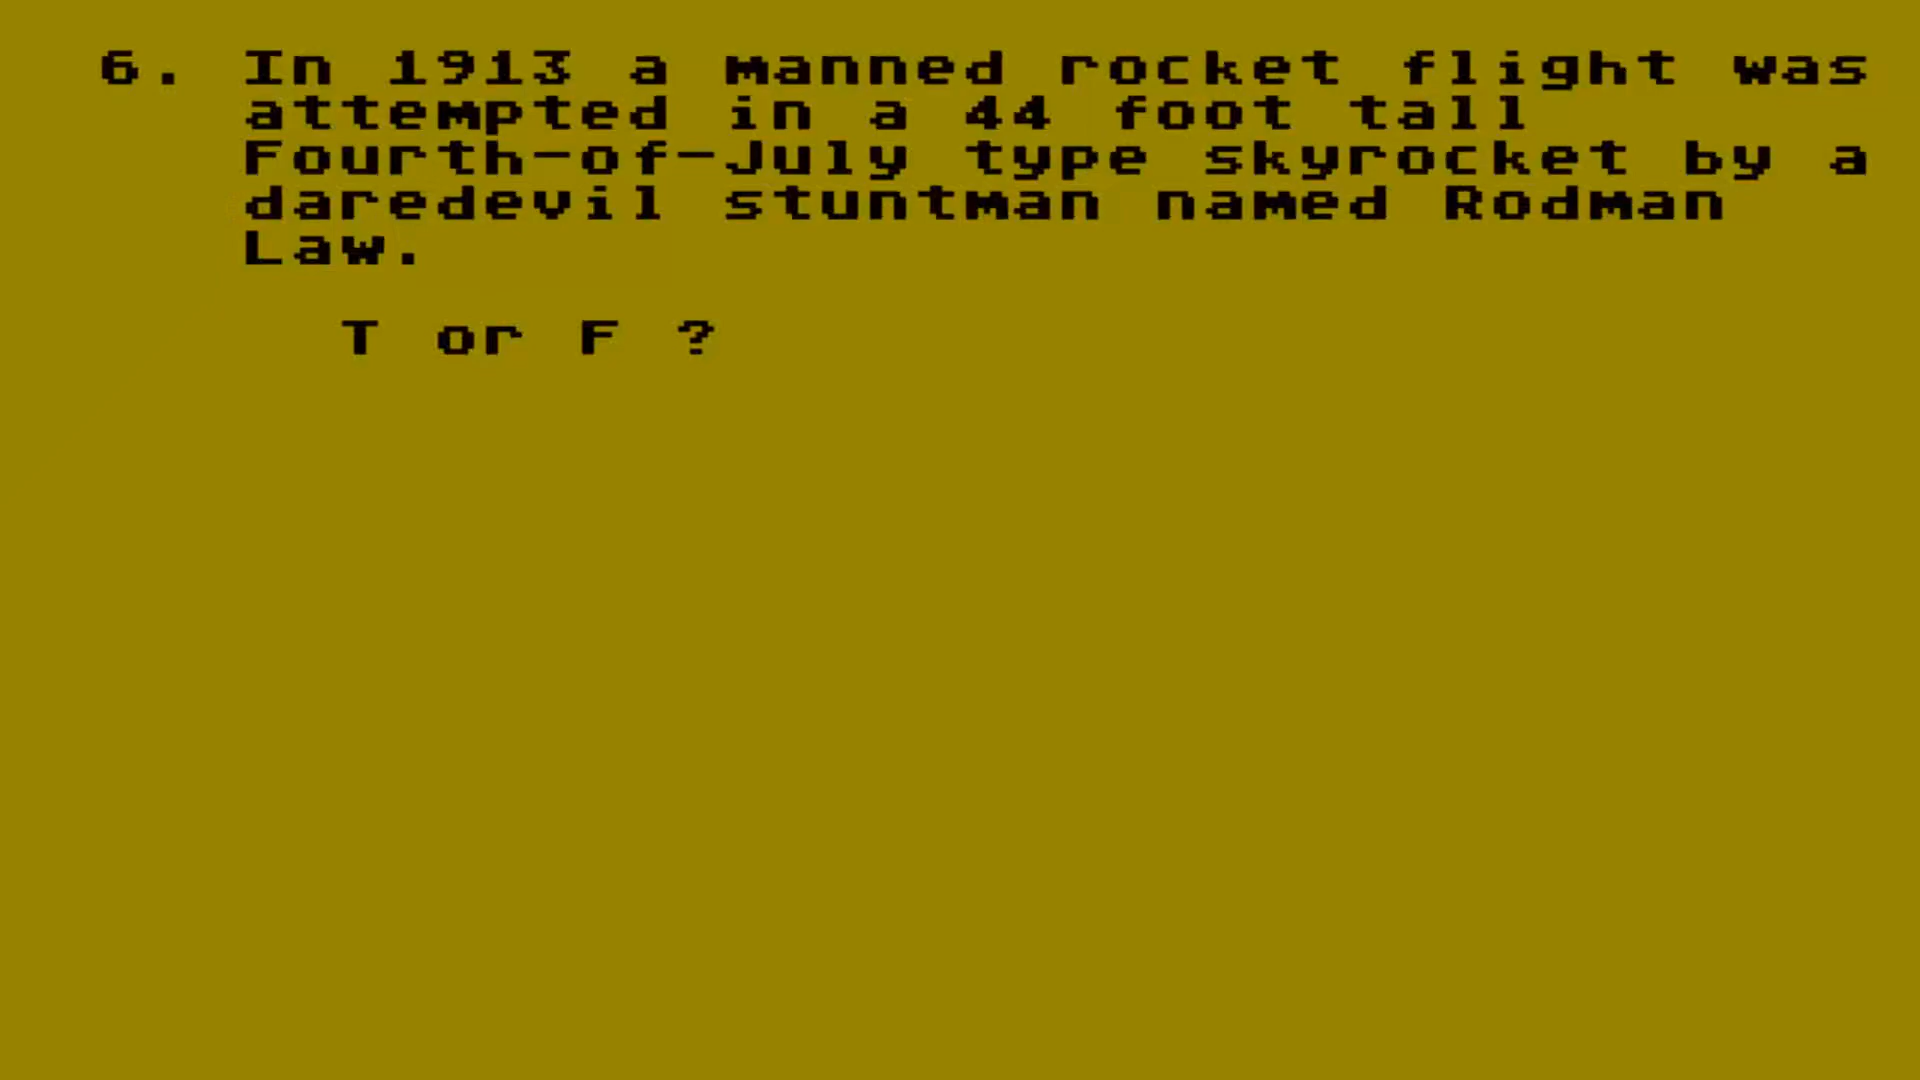 6. In 1913 a manned rocket flight was
attempted in a 44 foot tall
Fourth-of-July type skyrocket by a
daredevil stuntman named Rodman
Law.
T or F ?